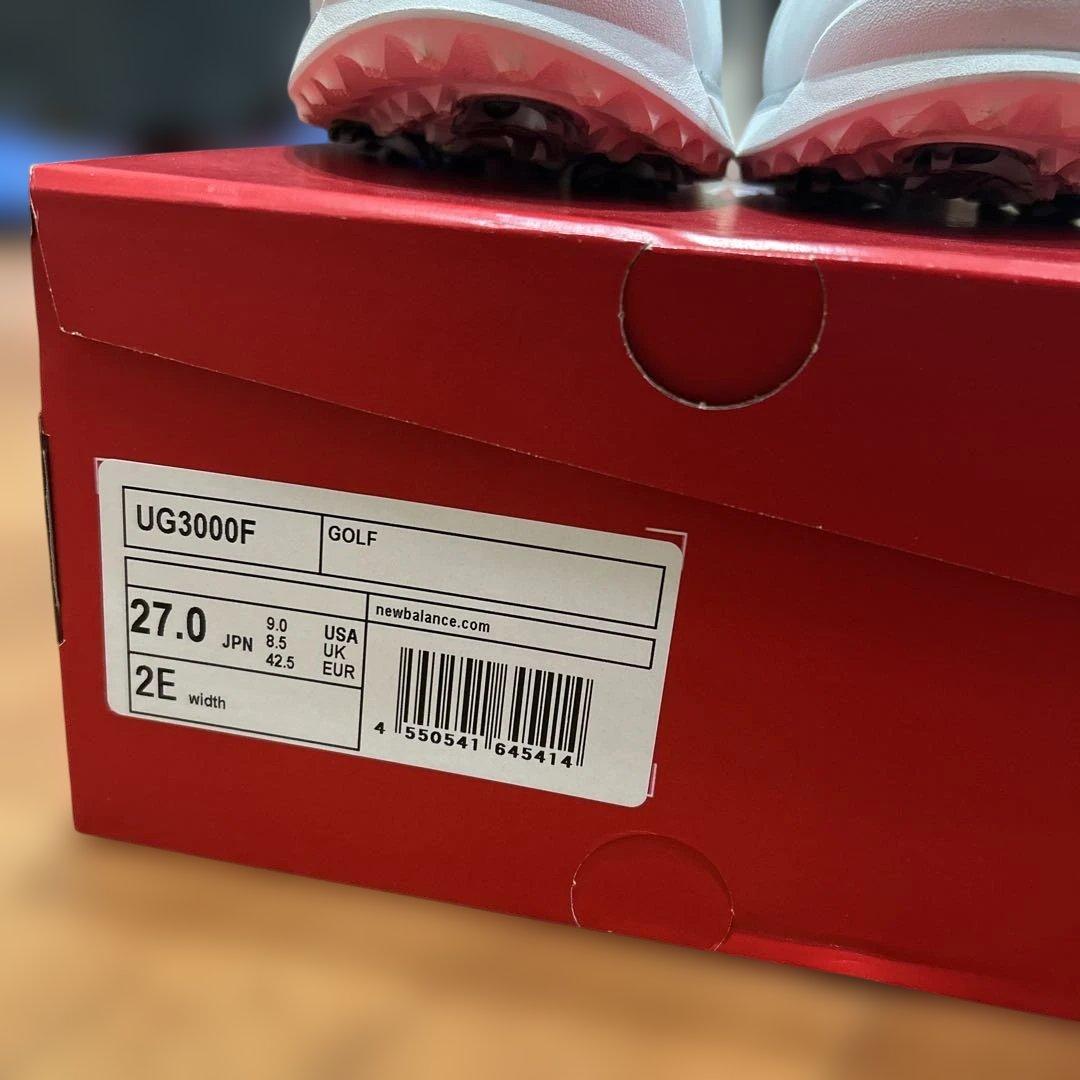 UG3000F
GOLF
27.0 JPN
9.0 USA
8.5 UK
42.5 EUR
2E width
newbalance.com
4 550541 645414